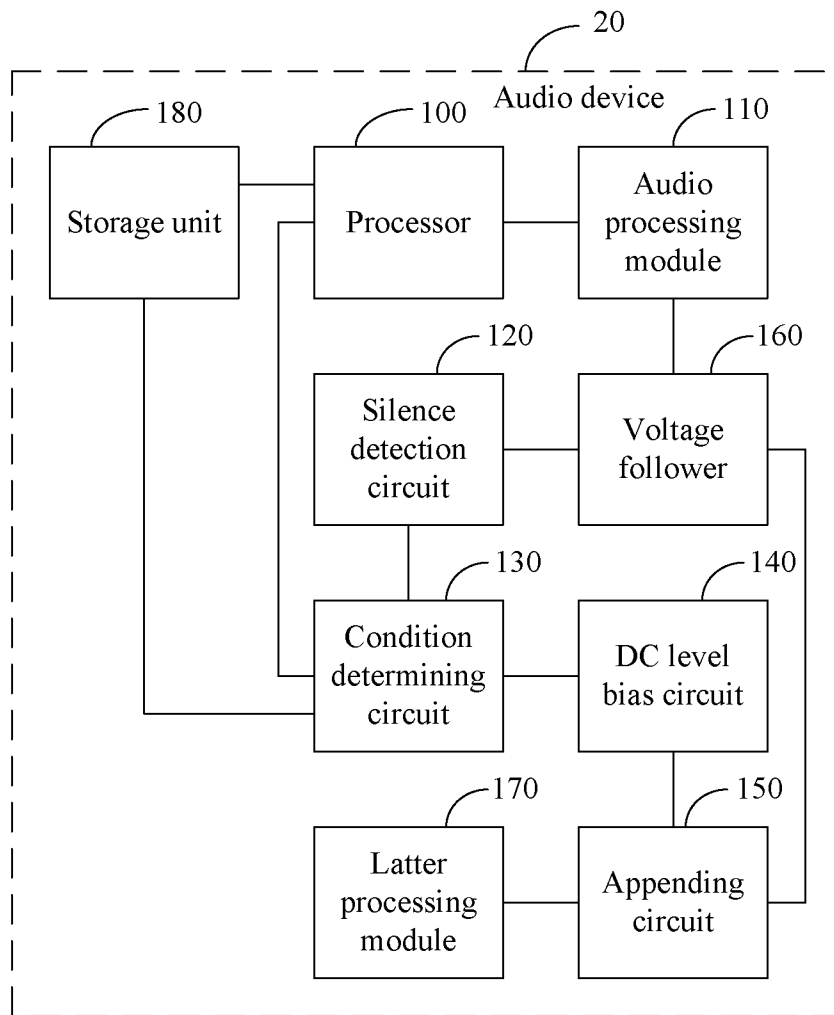 20
Audio device
180
100
110
Storage unit
Processor
Audio
processing
module
120
160
Silence
detection
circuit
Voltage
follower
130
140
Condition
determining
circuit
DC level
bias circuit
170
150
Latter
processing
module
Appending
circuit